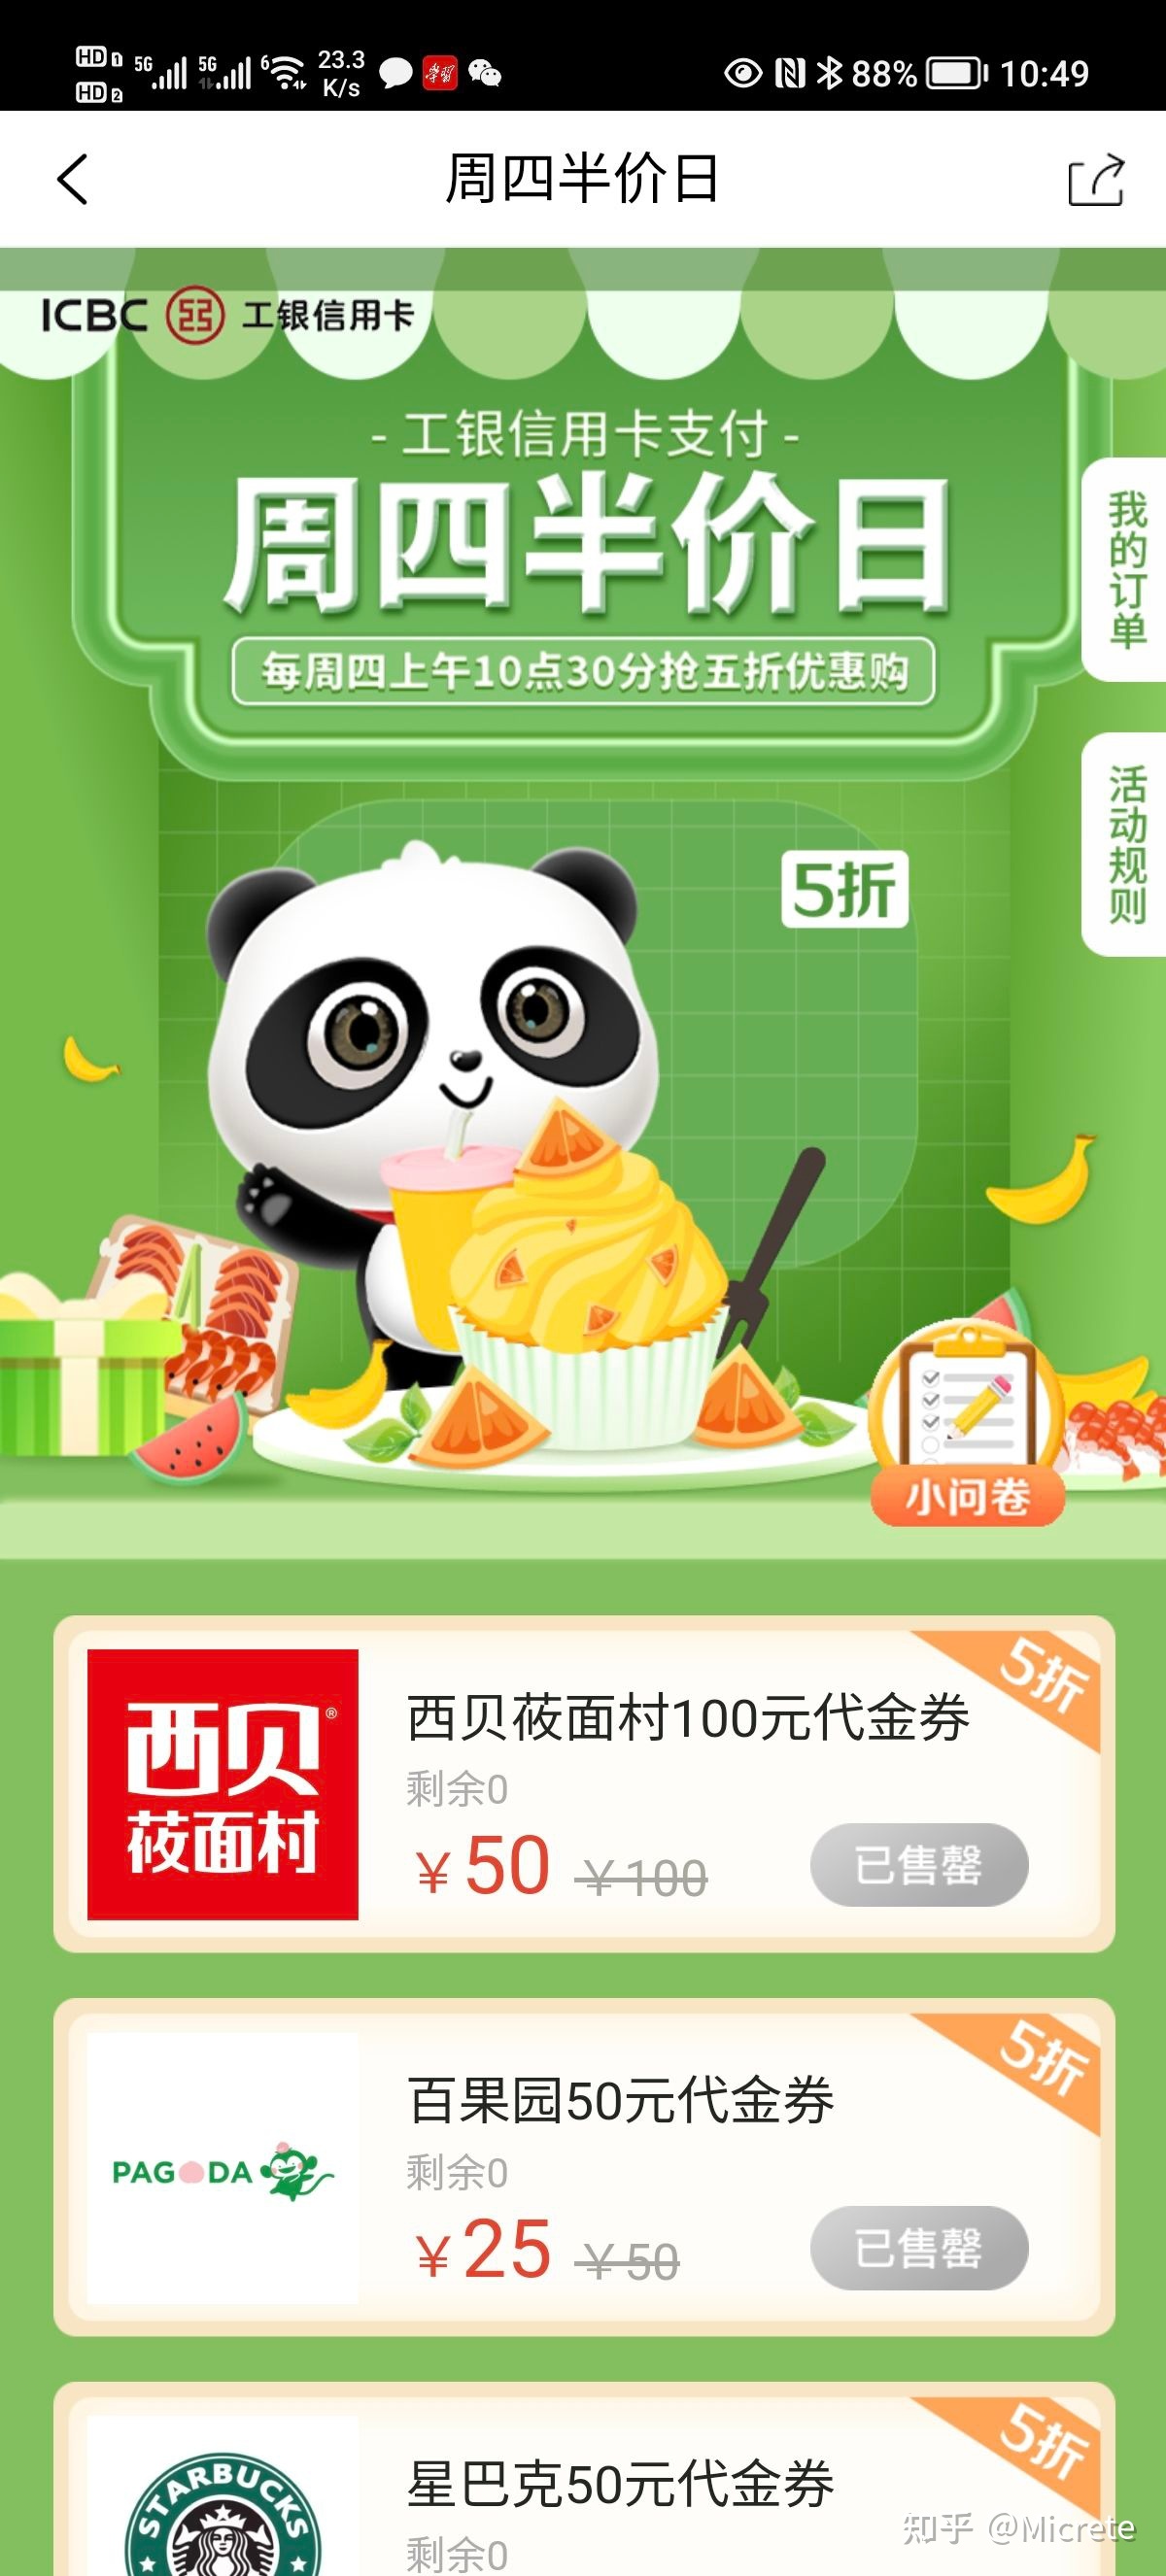 HD 1 5G 5G 6 23.3 K/s 学习 88% 10:49
HD 2
周四半价日
ICBC 工银信用卡
- 工银信用卡支付 -
周四半价日
每周四上午10点30分抢五折优惠购
我的订单
活动规则
5折
小问卷
5折
西贝
莜面村
®
西贝莜面村100元代金券
剩余0
¥50 ¥100
已售罄
5折
PAGODA
百果园50元代金券
剩余0
¥25 ¥50
已售罄
5折
STARBUCKS
星巴克50元代金券
剩余0
知乎 @Micrete